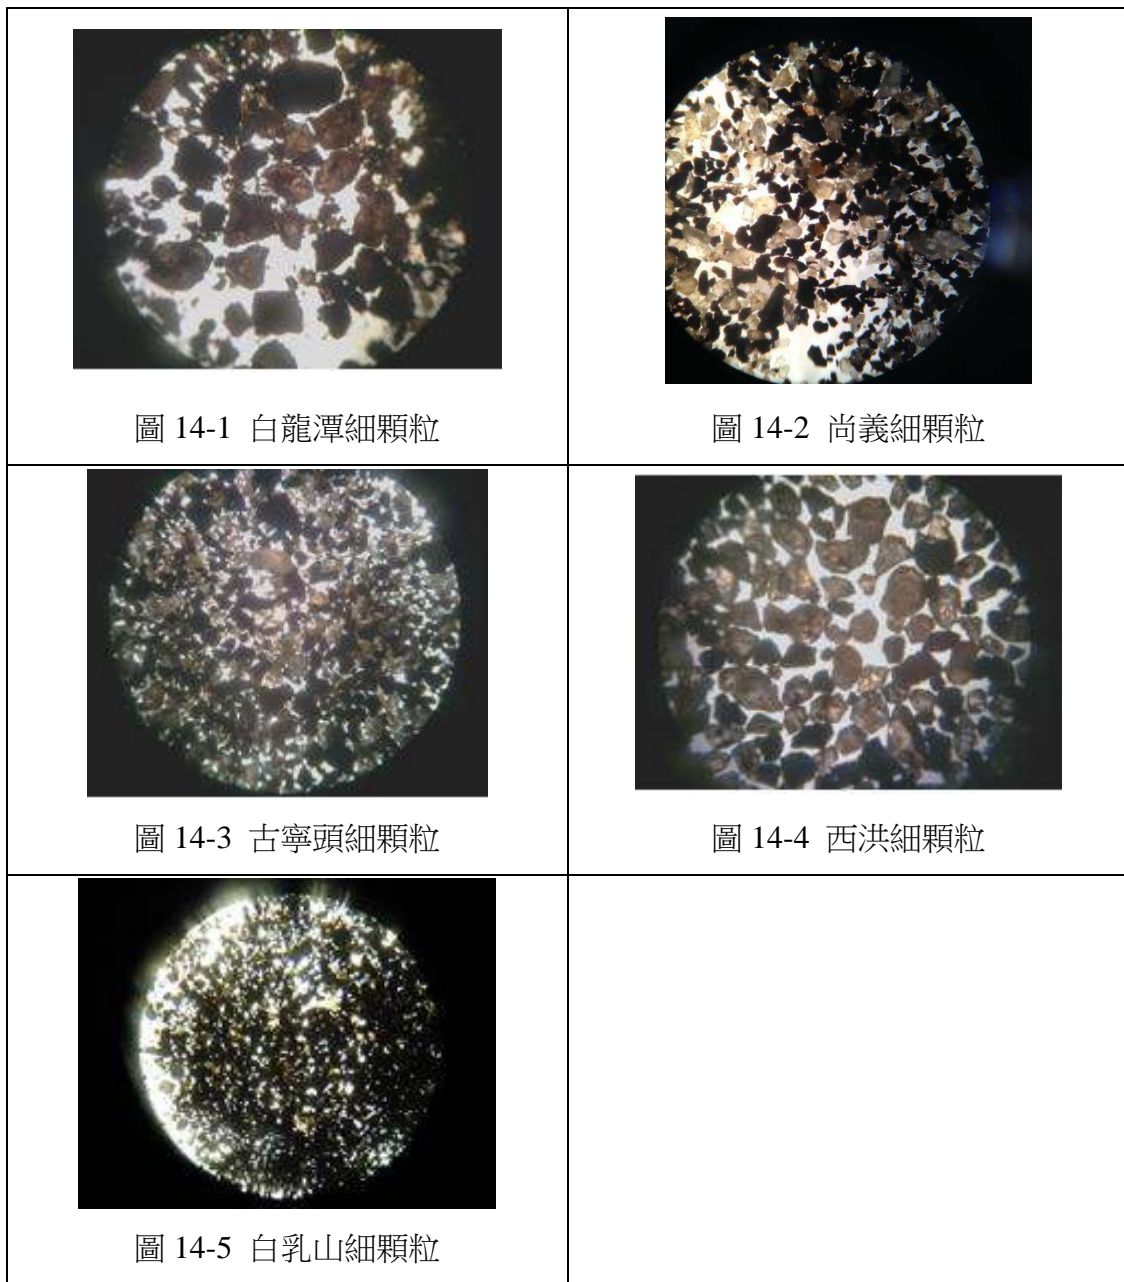 圖 14-1 白龍潭細顆粒
圖 14-2 尚義細顆粒
圖 14-3 古寧頭細顆粒
圖 14-4 西洪細顆粒
圖 14-5 白乳山細顆粒